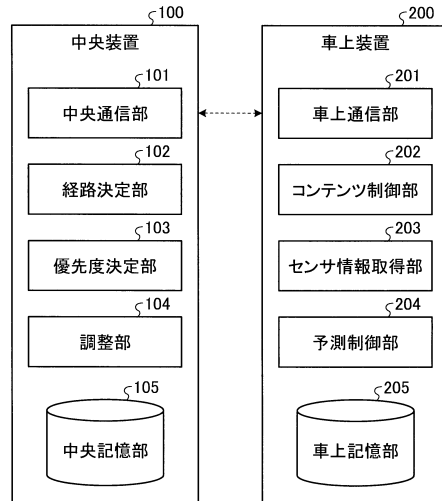 100
中央装置
101
中央通信部
102
経路決定部
103
優先度決定部
104
調整部
105
中央記憶部
200
車上装置
201
車上通信部
202
コンテンツ制御部
203
センサ情報取得部
204
予測制御部
205
車上記憶部